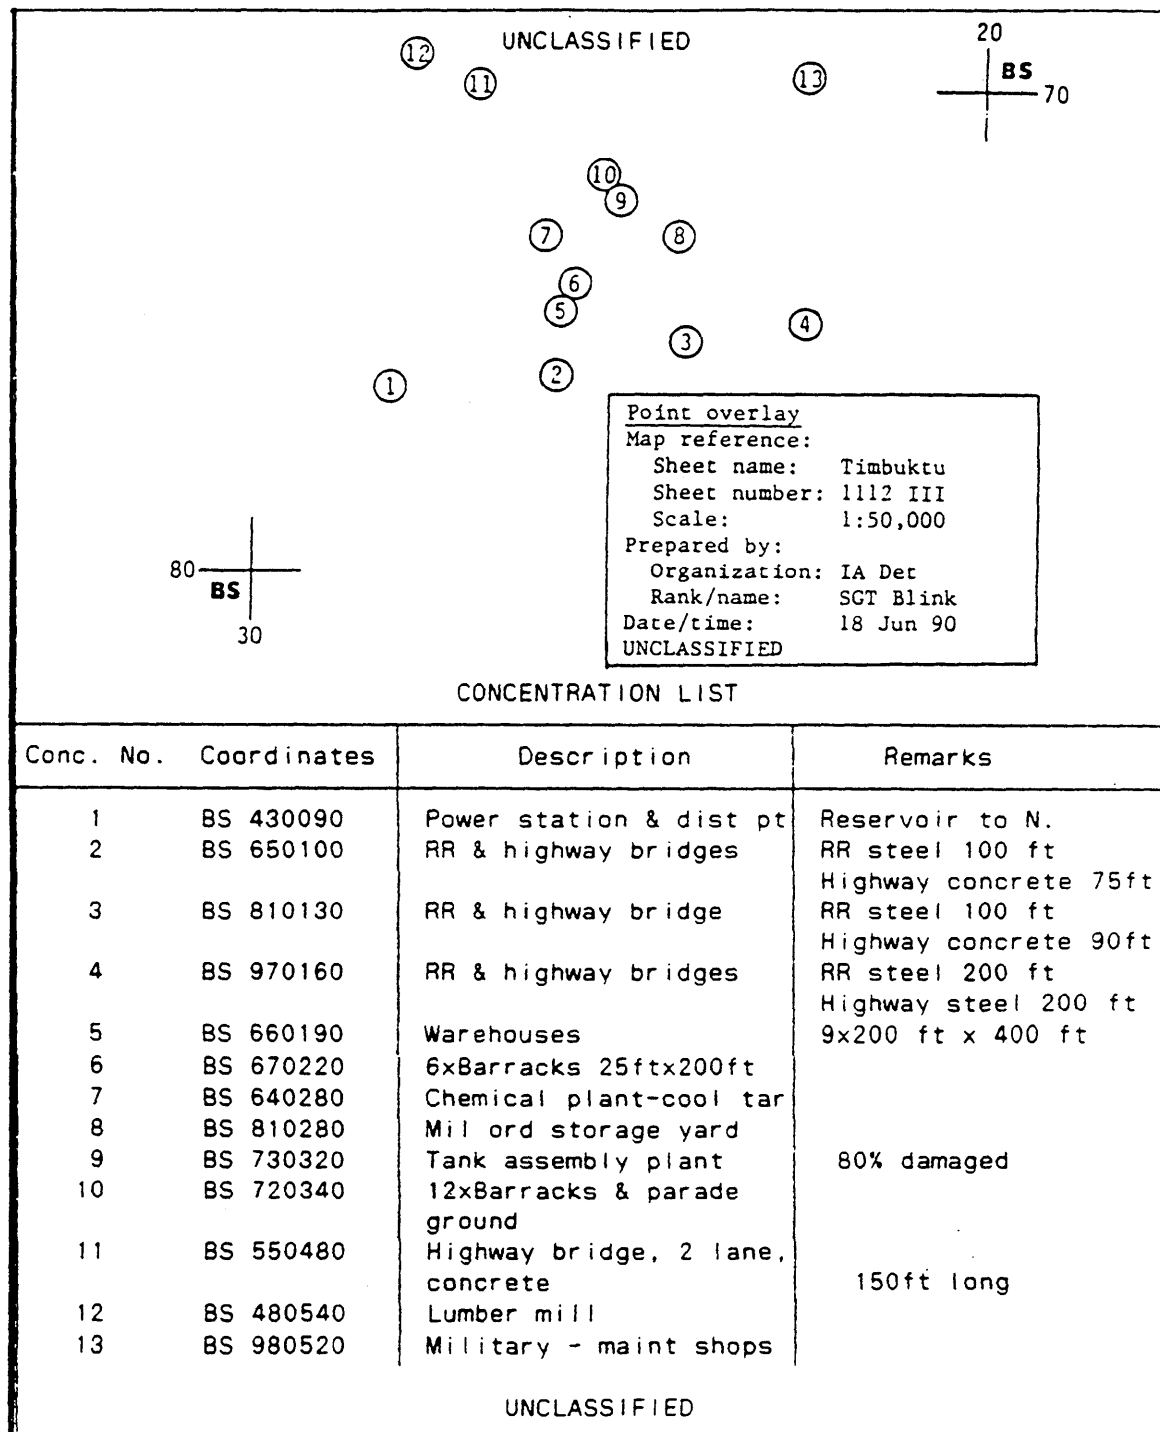 UNCLASSIFIED
20
BS
70
12
11
13
10
9
7
8
6
5
4
3
2
1
Point overlay
Map reference:
Sheet name: Timbuktu
Sheet number: 1112 III
Scale: 1:50,000
Prepared by:
Organization: IA Det
Rank/name: SGT Blink
Date/time: 18 Jun 90
UNCLASSIFIED
80
BS
30
CONCENTRATION LIST
Conc. No. Coordinates Description Remarks
1 BS 430090 Power station & dist pt Reservoir to N.
2 BS 650100 RR & highway bridges RR steel 100 ft
Highway concrete 75ft
3 BS 810130 RR & highway bridge RR steel 100 ft
Highway concrete 90ft
4 BS 970160 RR & highway bridges RR steel 200 ft
Highway steel 200 ft
5 BS 660190 Warehouses 9x200 ft x 400 ft
6 BS 670220 6xBarracks 25ftx200ft
7 BS 640280 Chemical plant-cool tar
8 BS 810280 Mil ord storage yard
9 BS 730320 Tank assembly plant 80% damaged
10 BS 720340 12xBarracks & parade
ground
11 BS 550480 Highway bridge, 2 lane,
concrete 150ft long
12 BS 480540 Lumber mill
13 BS 980520 Military - maint shops
UNCLASSIFIED